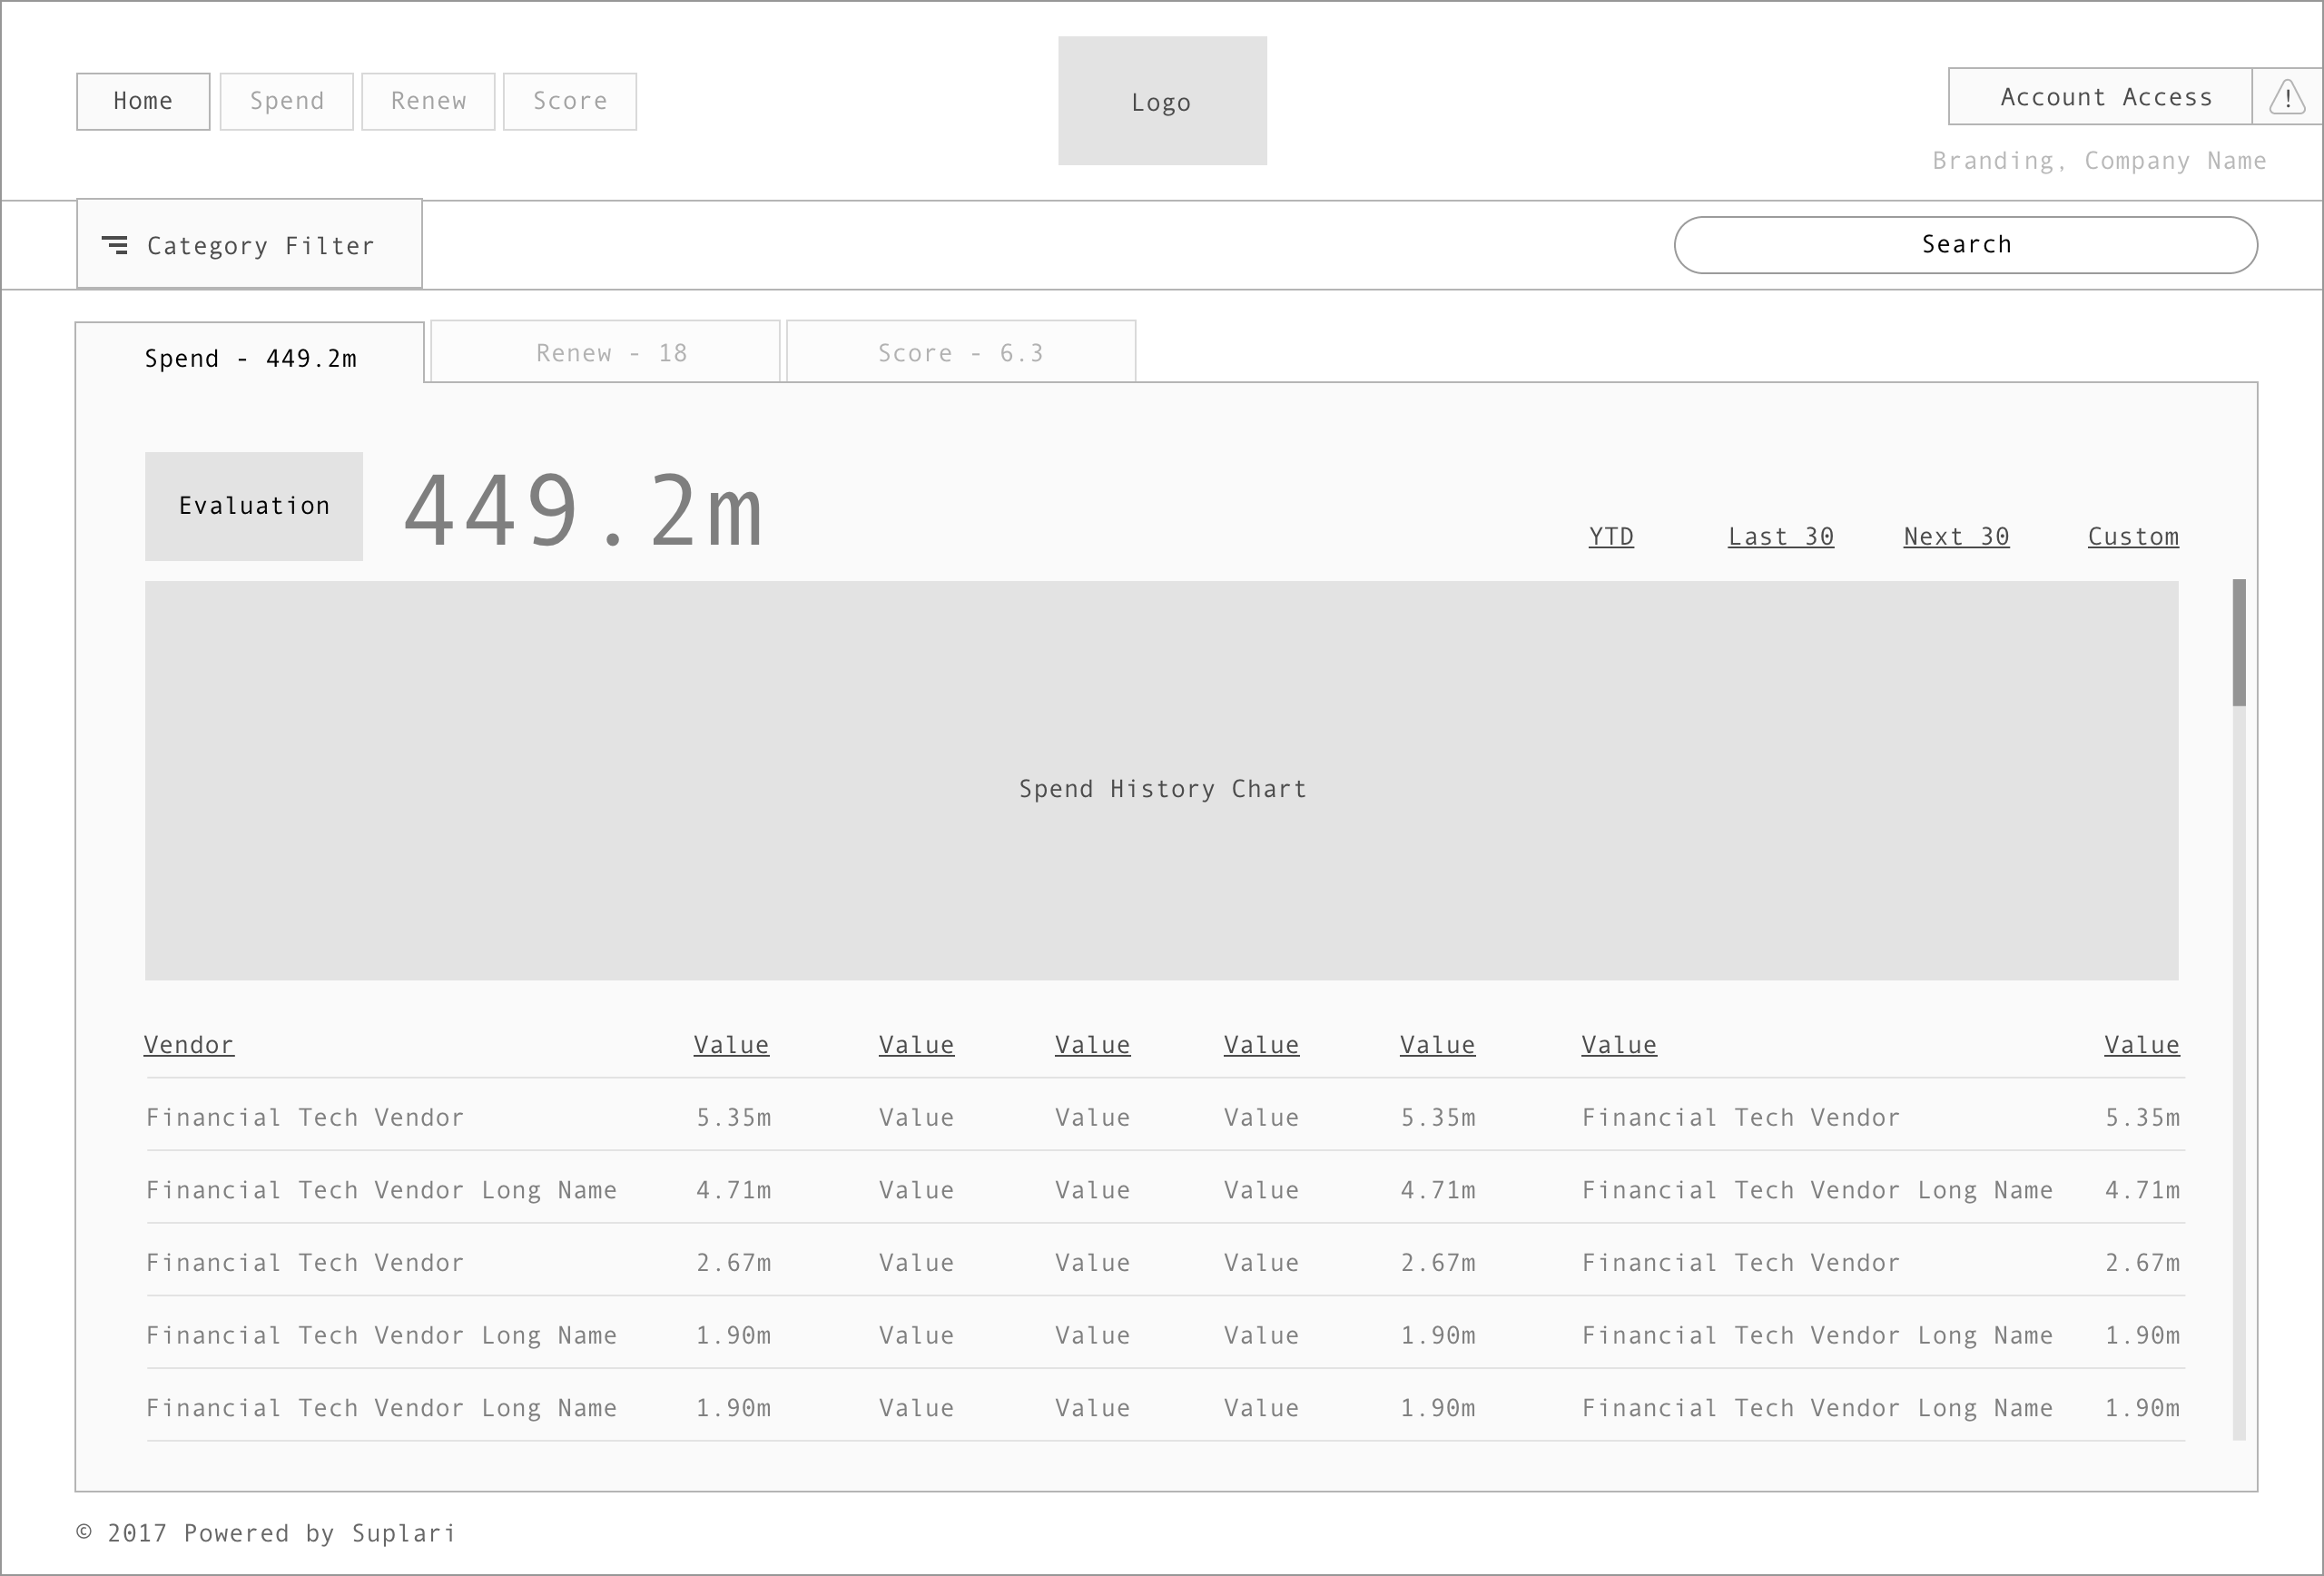 Home Spend Renew Score
Logo
Account Access
!
Branding, Company Name
Category Filter
Search
Spend - 449.2m Renew - 18 Score - 6.3
Evaluation 449.2m
YTD Last 30 Next 30 Custom
Spend History Chart
Vendor Value Value Value Value Value Value Value
Financial Tech Vendor 5.35m Value Value Value 5.35m Financial Tech Vendor 5.35m
Financial Tech Vendor Long Name 4.71m Value Value Value 4.71m Financial Tech Vendor Long Name 4.71m
Financial Tech Vendor 2.67m Value Value Value 2.67m Financial Tech Vendor 2.67m
Financial Tech Vendor Long Name 1.90m Value Value Value 1.90m Financial Tech Vendor Long Name 1.90m
Financial Tech Vendor Long Name 1.90m Value Value Value 1.90m Financial Tech Vendor Long Name 1.90m
© 2017 Powered by Suplari